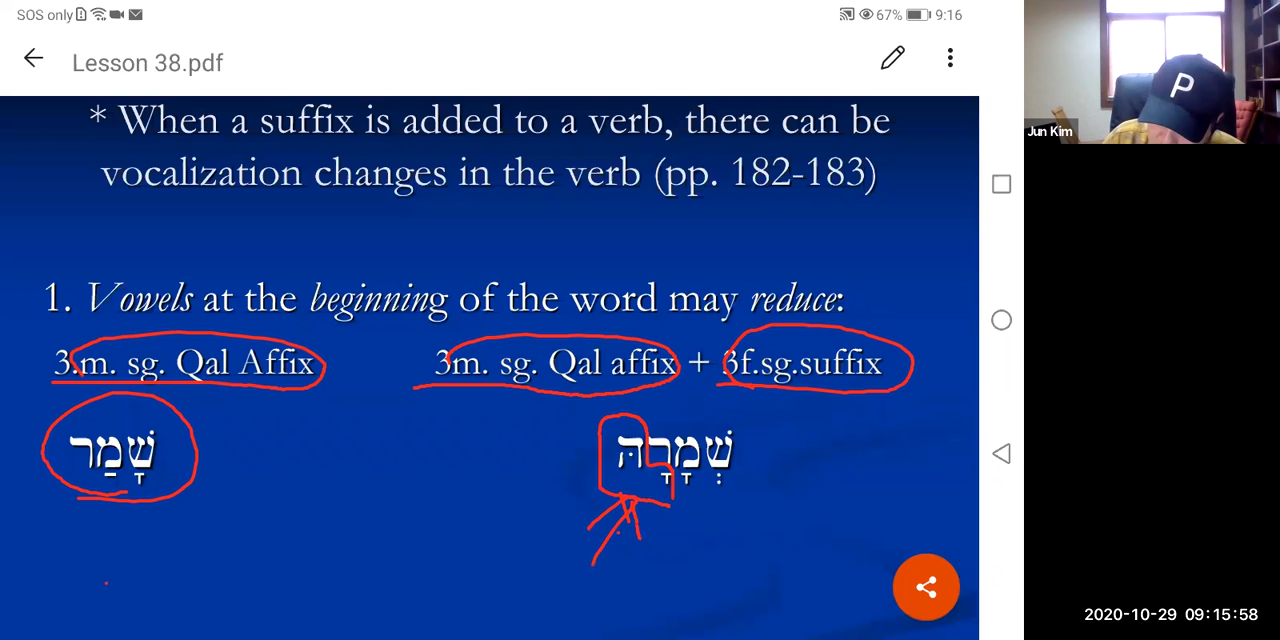 SOS only 67% 9:16
Lesson 38.pdf
* When a suffix is added to a verb, there can be
vocalization changes in the verb (pp. 182-183)
1. Vowels at the beginning of the word may reduce:
3.m. sg. Qal Affix 3m. sg. Qal affix + 3f.sg.suffix
שָׁמַר שְׁמָרָהּ
Jun Kim
P
2020-10-29 09:15:58